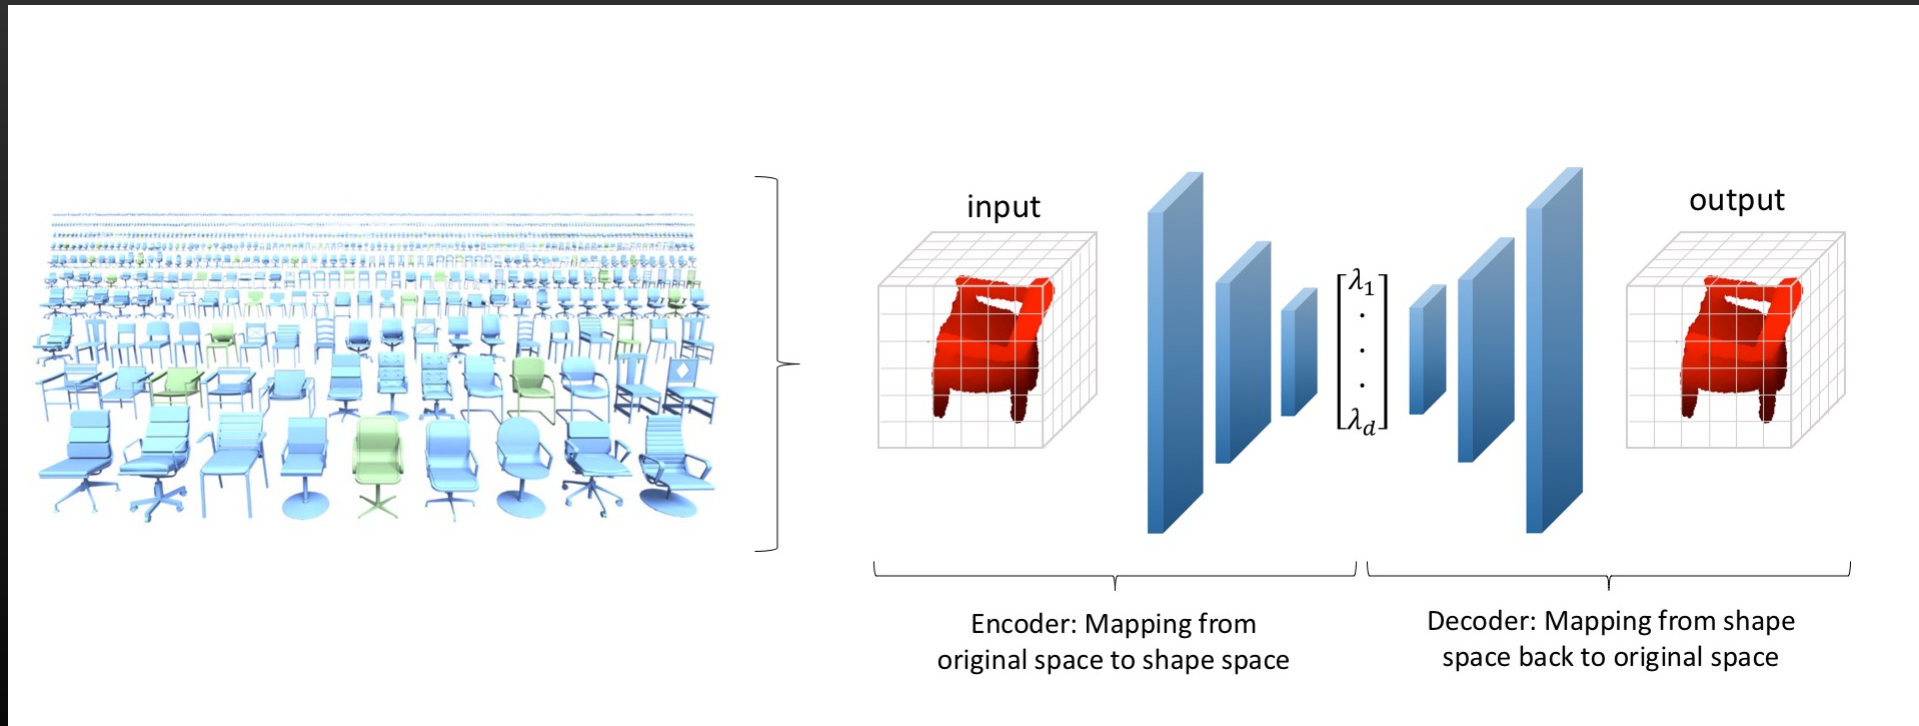 input
output
λ1
.
.
.
λd
Encoder: Mapping from
original space to shape space
Decoder: Mapping from shape
space back to original space